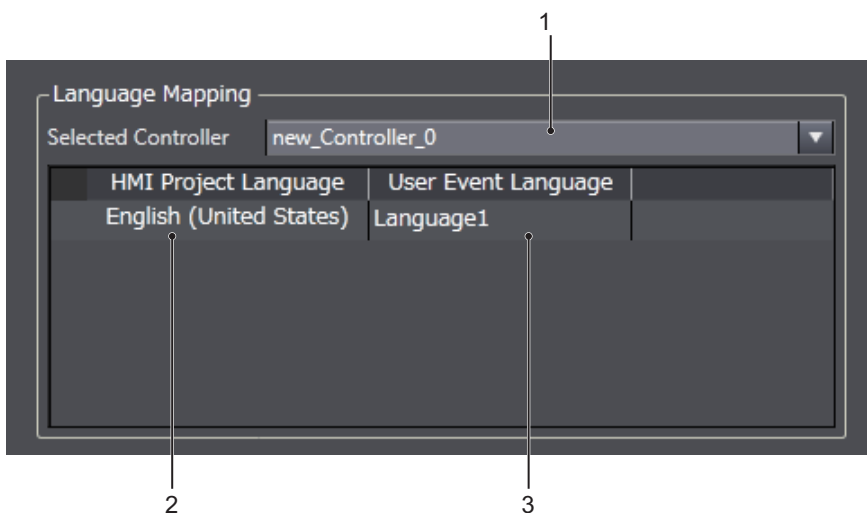 1
Language Mapping
Selected Controller new_Controller_0
HMI Project Language User Event Language
English (United States) Language1
2 3